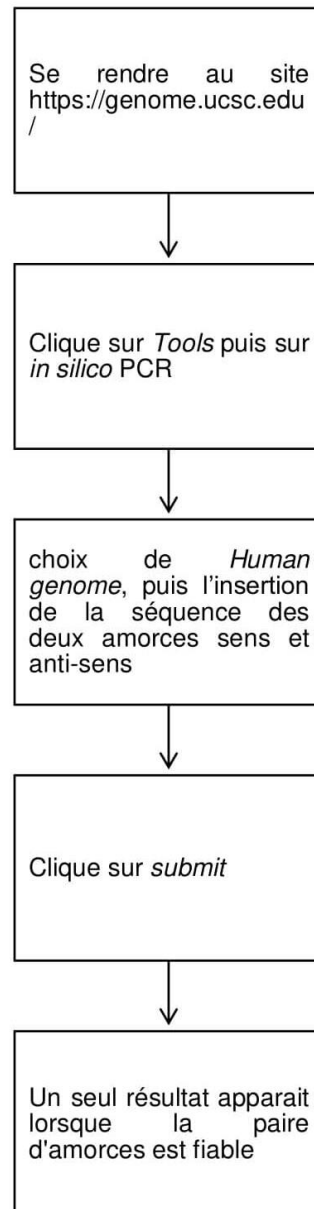 Se rendre au site
https://genome.ucsc.edu
/
Clique sur Tools puis sur
in silico PCR
choix de Human
genome, puis l'insertion
de la séquence des
deux amorces sens et
anti-sens
Clique sur submit
Un seul résultat apparait
lorsque la paire
d'amorces est fiable